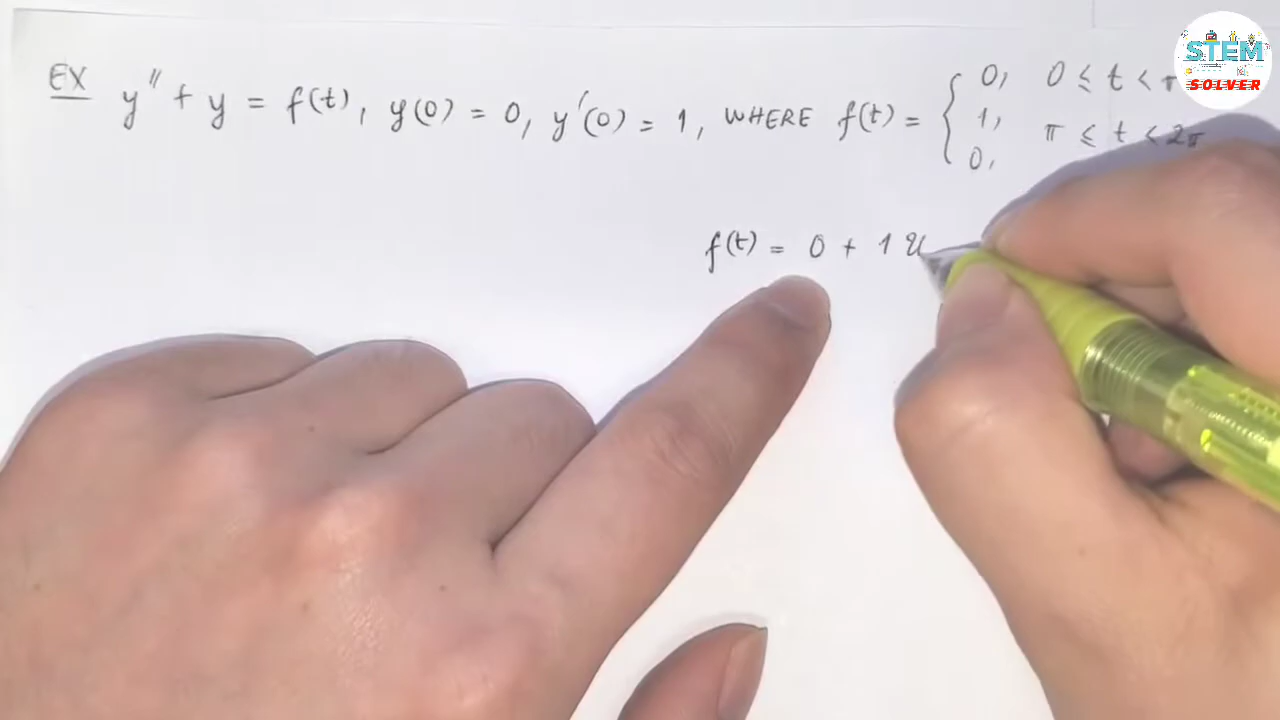 EX y'' + y = f(t), y(0) = 0, y'(0) = 1, WHERE f(t) = { 0, 0 ≤ t < π
1, π ≤ t < 2π
0,
f(t) = 0 + 1 U
STEM
SOLVER